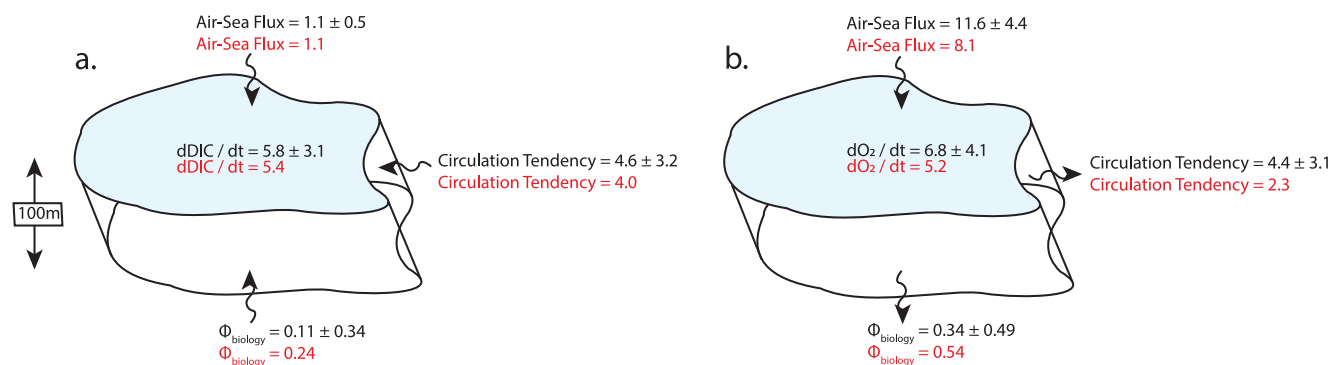 Air-Sea Flux = 1.1 ± 0.5
Air-Sea Flux = 1.1
a.
dDIC / dt = 5.8 ± 3.1
dDIC / dt = 5.4
Circulation Tendency = 4.6 ± 3.2
Circulation Tendency = 4.0
100m
Φbiology = 0.11 ± 0.34
Φbiology = 0.24
Air-Sea Flux = 11.6 ± 4.4
Air-Sea Flux = 8.1
b.
dO₂ / dt = 6.8 ± 4.1
dO₂ / dt = 5.2
Circulation Tendency = 4.4 ± 3.1
Circulation Tendency = 2.3
Φbiology = 0.34 ± 0.49
Φbiology = 0.54